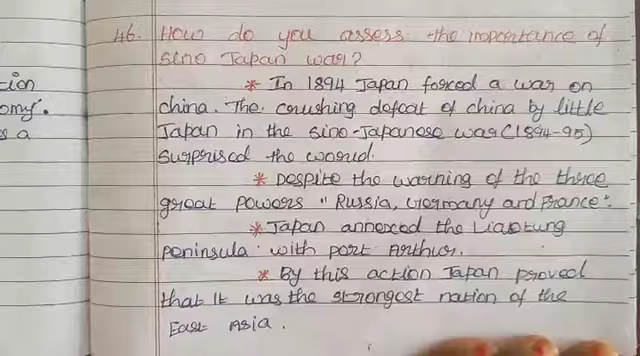 46. How do you assess the importance of
sino Japan war?
* In 1894 Japan forced a war on
china. The crushing defeat of china by little
Japan in the sino-Japanese war (1894-95)
surprised the world.
* Despite the warning of the three
great powers "Russia, Germany and France".
* Japan annexed the Liaotung
peninsula with port Arthur.
* By this action Japan proved
that it was the strongest nation of the
East Asia.
tion
omy.
s a